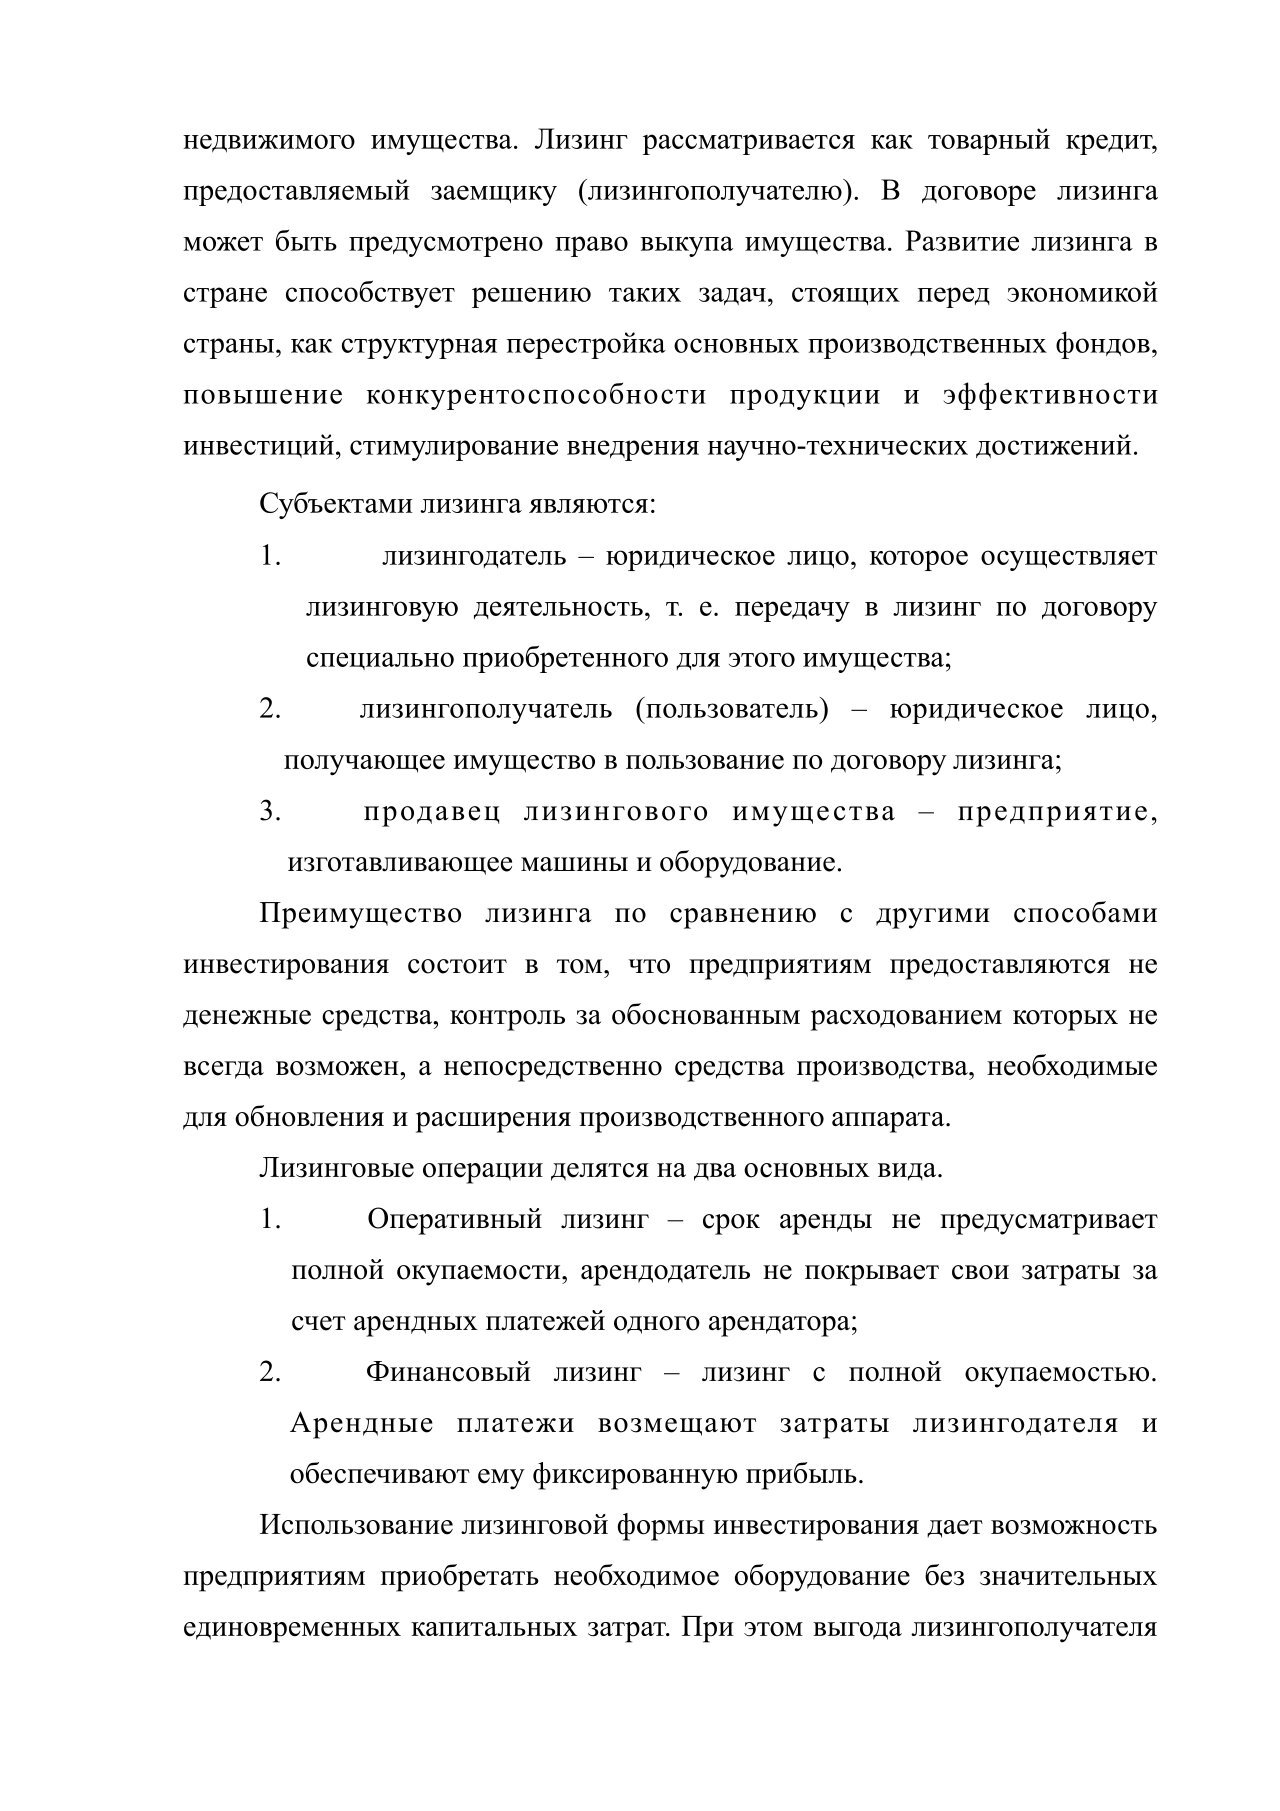 недвижимого имущества. Лизинг рассматривается как товарный кредит,
предоставляемый заемщику (лизингополучателю). В договоре лизинга
может быть предусмотрено право выкупа имущества. Развитие лизинга в
стране способствует решению таких задач, стоящих перед экономикой
страны, как структурная перестройка основных производственных фондов,
повышение конкурентоспособности продукции и эффективности
инвестиций, стимулирование внедрения научно-технических достижений.
Субъектами лизинга являются:
1. лизингодатель – юридическое лицо, которое осуществляет
лизинговую деятельность, т. е. передачу в лизинг по договору
специально приобретенного для этого имущества;
2. лизингополучатель (пользователь) – юридическое лицо,
получающее имущество в пользование по договору лизинга;
3. продавец лизингового имущества – предприятие,
изготавливающее машины и оборудование.
Преимущество лизинга по сравнению с другими способами
инвестирования состоит в том, что предприятиям предоставляются не
денежные средства, контроль за обоснованным расходованием которых не
всегда возможен, а непосредственно средства производства, необходимые
для обновления и расширения производственного аппарата.
Лизинговые операции делятся на два основных вида.
1. Оперативный лизинг – срок аренды не предусматривает
полной окупаемости, арендодатель не покрывает свои затраты за
счет арендных платежей одного арендатора;
2. Финансовый лизинг – лизинг с полной окупаемостью.
Арендные платежи возмещают затраты лизингодателя и
обеспечивают ему фиксированную прибыль.
Использование лизинговой формы инвестирования дает возможность
предприятиям приобретать необходимое оборудование без значительных
единовременных капитальных затрат. При этом выгода лизингополучателя